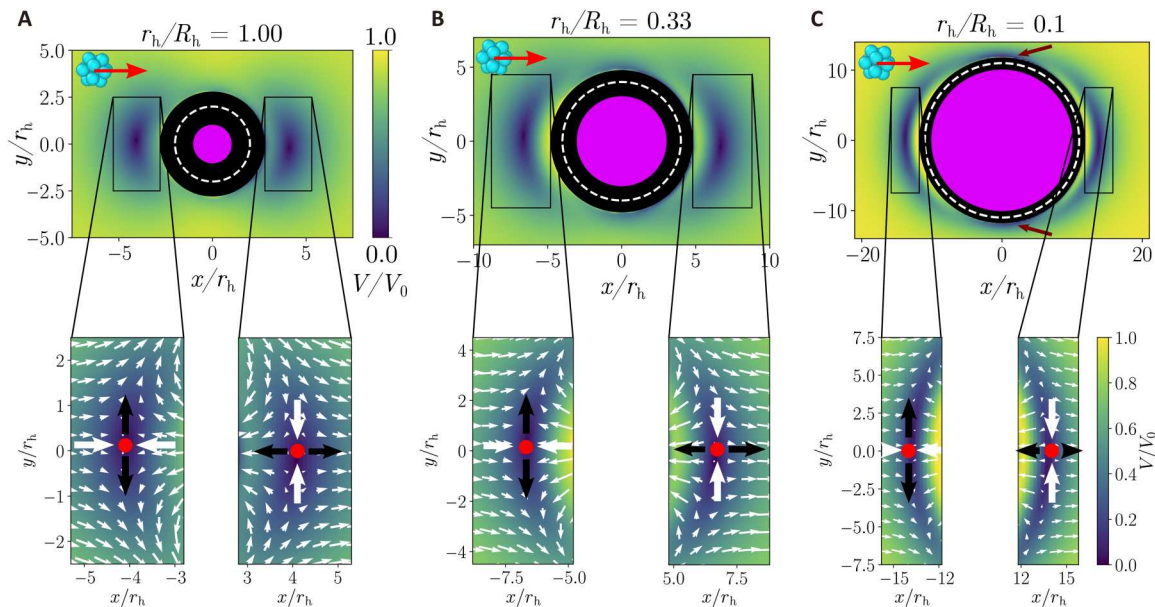 A
r_h/R_h = 1.00
5.0
2.5
0.0
−2.5
−5.0
y/r_h
−5
0
5
x/r_h
1.0
0.0
V/V_0
B
r_h/R_h = 0.33
5
0
−5
y/r_h
−10
−5
0
5
10
x/r_h
C
r_h/R_h = 0.1
10
0
−10
y/r_h
−20
0
20
x/r_h
2
1
0
−1
−2
y/r_h
−5
−4
−3
x/r_h
3
4
5
x/r_h
4
2
0
−2
−4
y/r_h
−7.5
−5.0
x/r_h
5.0
7.5
x/r_h
7.5
5.0
2.5
0.0
−2.5
−5.0
−7.5
y/r_h
−15
−12
x/r_h
12
15
x/r_h
1.0
0.8
0.6
0.4
0.2
0.0
V/V_0